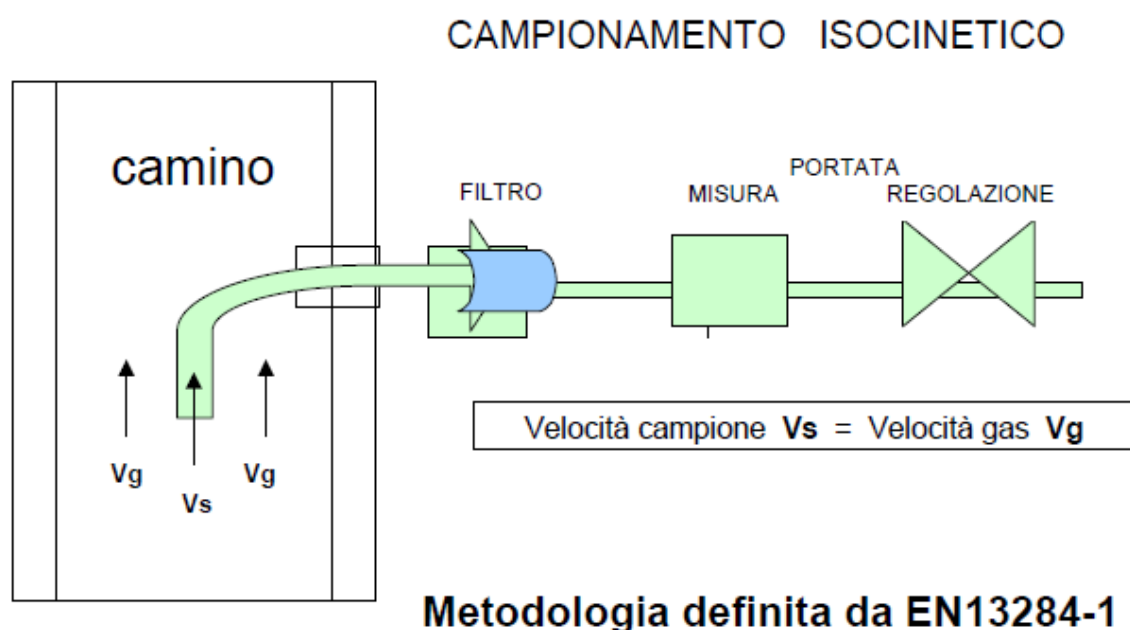 CAMPIONAMENTO ISOCINETICO
camino
PORTATA
FILTRO
MISURA
REGOLAZIONE
Velocità campione Vs = Velocità gas Vg
Vg
Vs
Vg
Metodologia definita da EN13284-1